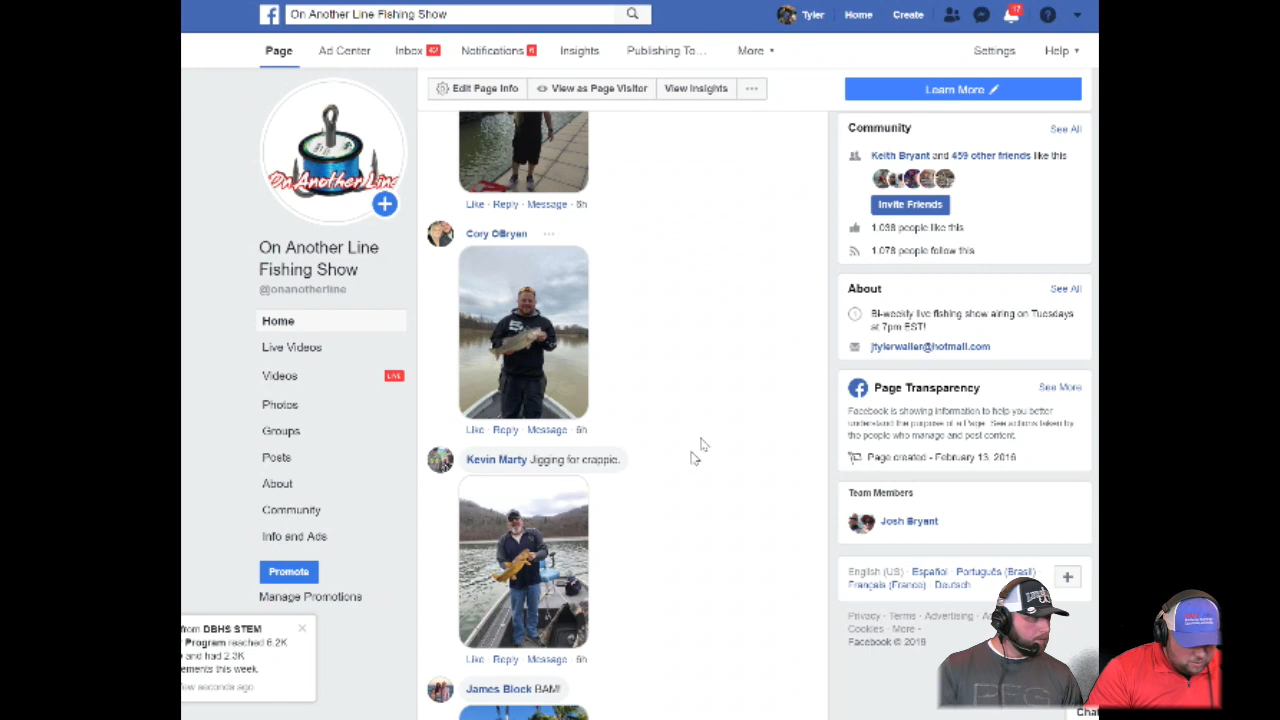 On Another Line Fishing Show
Tyler
Home
Create
17
Page
Ad Center
Inbox 42
Notifications 6
Insights
Publishing To...
More
Settings
Help
Edit Page Info
View as Page Visitor
View Insights
Learn More
On Another Line
On Another Line
Fishing Show
@onanotherline
Home
Live Videos
Videos
LIVE
Photos
Groups
Posts
About
Community
Info and Ads
Promote
Manage Promotions
from DBHS STEM
Program reached 6.2K
and had 2.3K
ements this week.
few seconds ago
Like · Reply · Message · 6h
Cory OBryan
Like · Reply · Message · 6h
Kevin Marty Jigging for crappie.
Like · Reply · Message · 6h
James Block BAM!
Community
See All
Keith Bryant and 459 other friends like this
Invite Friends
1,038 people like this
1,078 people follow this
About
See All
Bi-weekly live fishing show airing on Tuesdays
at 7pm EST!
jtylerwaller@hotmail.com
Page Transparency
See More
Facebook is showing information to help you better
understand the purpose of a Page. See actions taken by
the people who manage and post content.
Page created - February 13, 2016
Team Members
Josh Bryant
English (US) · Español · Português (Brasil) ·
Français (France) · Deutsch
Privacy · Terms · Advertising ·
Cookies · More
Facebook © 2019
Chat